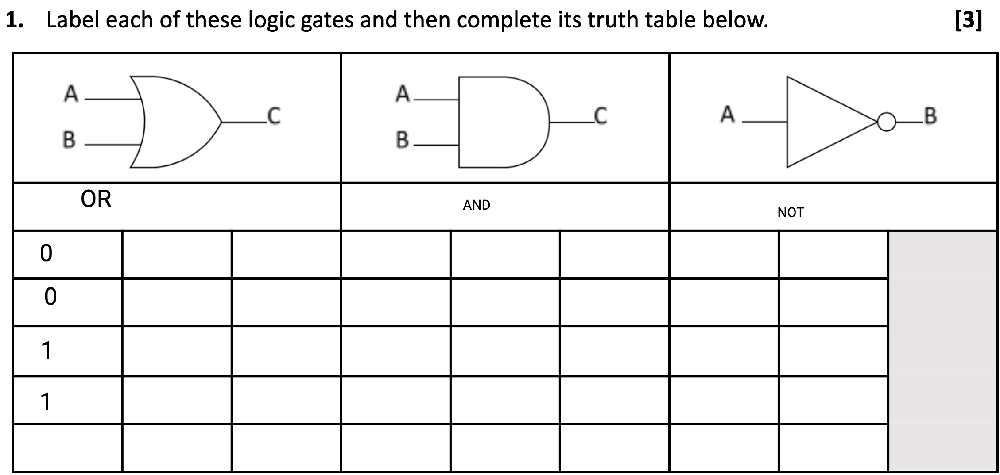 1. Label each of these logic gates and then complete its truth table below. [3]
A
B
C
A
B
C
A
B
OR
AND
NOT
0
0
1
1